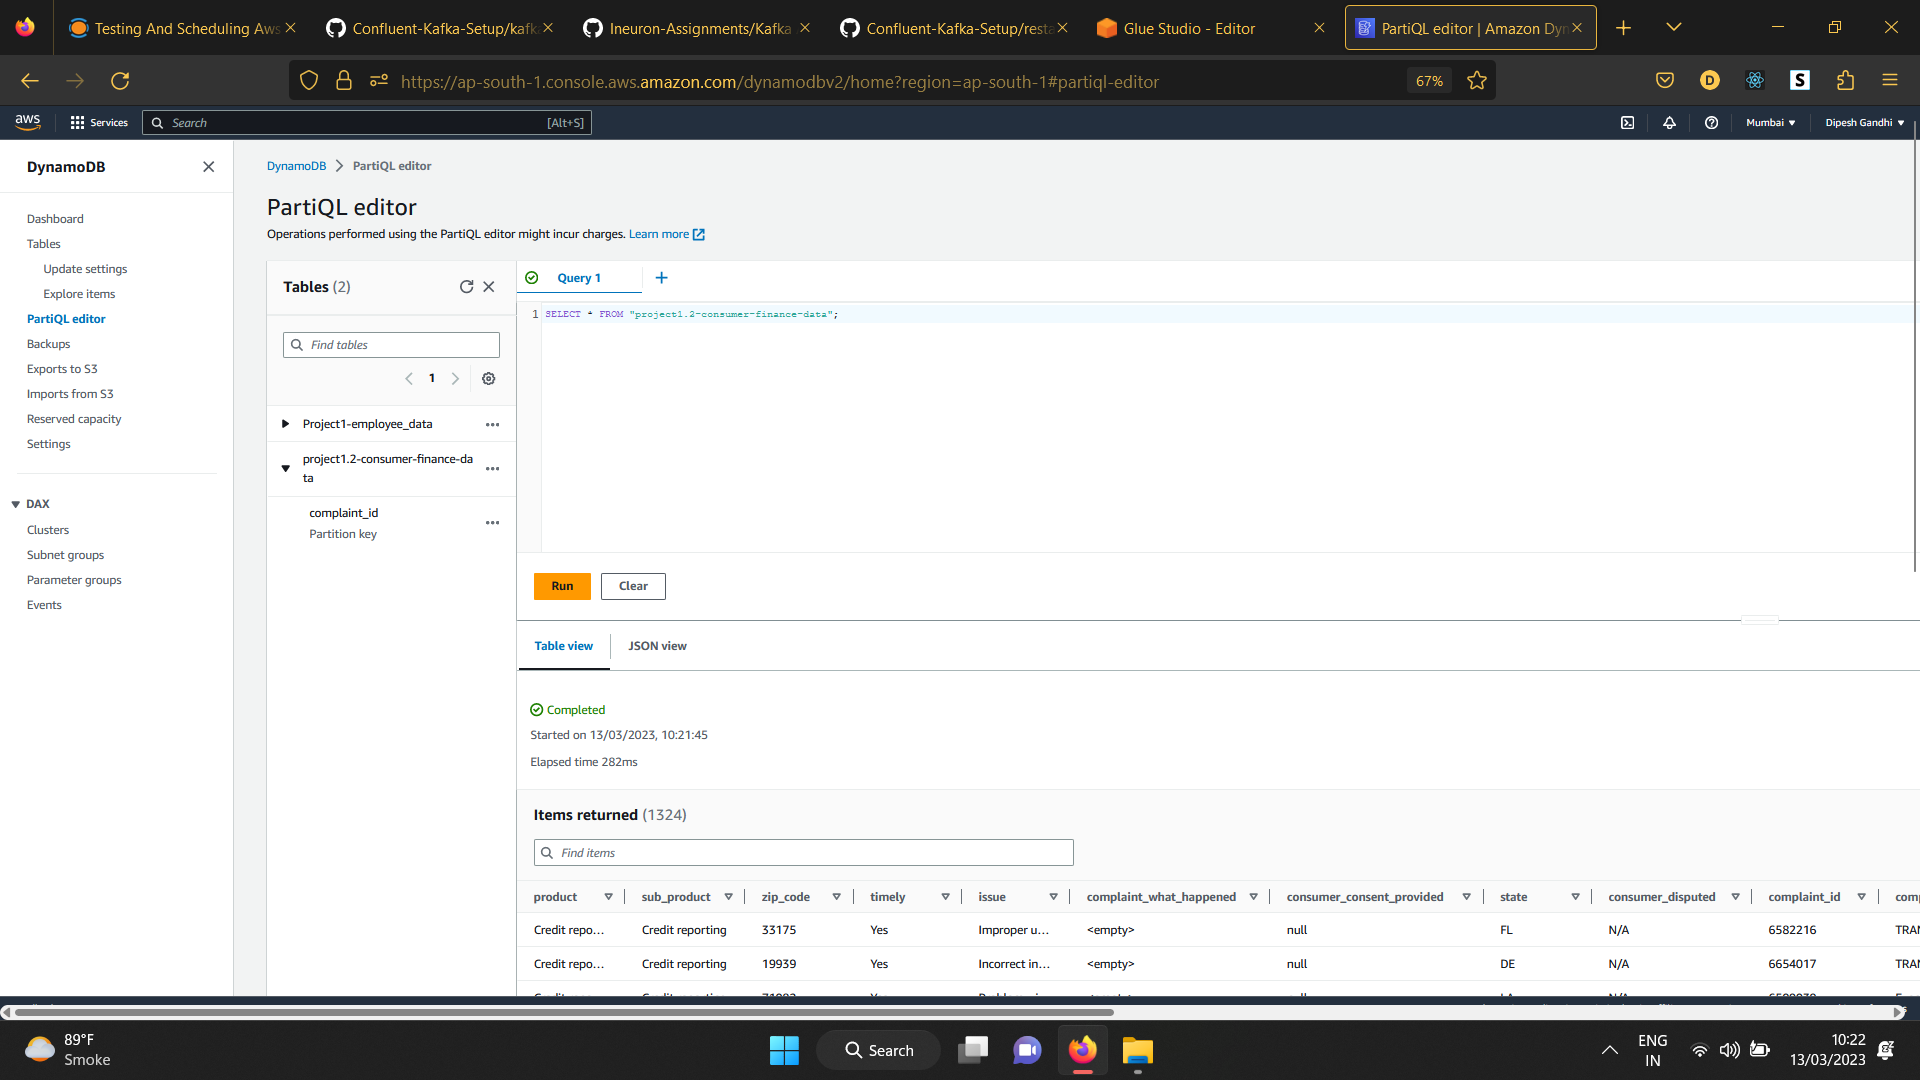 Testing And Scheduling Aws
Confluent-Kafka-Setup/kafk
Ineuron-Assignments/Kafka
Confluent-Kafka-Setup/resta
Glue Studio - Editor
PartiQL editor | Amazon Dyn
https://ap-south-1.console.aws.amazon.com/dynamodbv2/home?region=ap-south-1#partiql-editor
67%
D
S
aws
Services
Search
[Alt+S]
Mumbai
Dipesh Gandhi
DynamoDB
Dashboard
Tables
Update settings
Explore items
PartiQL editor
Backups
Exports to S3
Imports from S3
Reserved capacity
Settings
DAX
Clusters
Subnet groups
Parameter groups
Events
DynamoDB
PartiQL editor
PartiQL editor
Operations performed using the PartiQL editor might incur charges. Learn more
Tables (2)
Find tables
1
Project1-employee_data
project1.2-consumer-finance-da
ta
complaint_id
Partition key
Query 1
1 SELECT * FROM "project1.2-consumer-finance-data";
Run
Clear
Table view
JSON view
Completed
Started on 13/03/2023, 10:21:45
Elapsed time 282ms
Items returned (1324)
Find items
product sub_product zip_code timely issue complaint_what_happened consumer_consent_provided state consumer_disputed complaint_id com
Credit repo... Credit reporting 33175 Yes Improper u... <empty> null FL N/A 6582216 TRAN
Credit repo... Credit reporting 19939 Yes Incorrect in... <empty> null DE N/A 6654017 TRAN
89°F
Smoke
Search
ENG
IN
10:22
13/03/2023